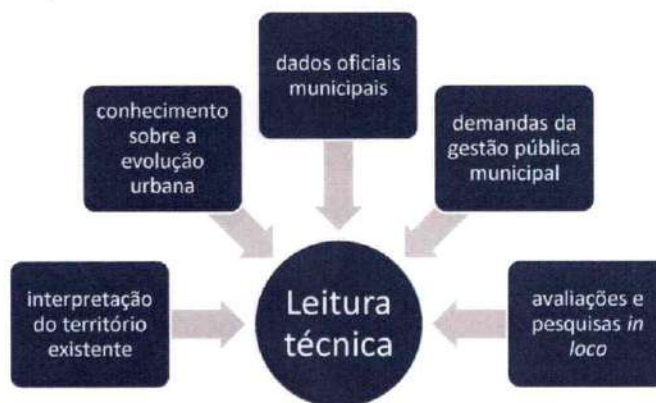 dados oficiais
municipais
conhecimento
sobre a
evolução
urbana
demandas da
gestão pública
municipal
interpretação
do território
existente
Leitura
técnica
avaliações e
pesquisas in
loco